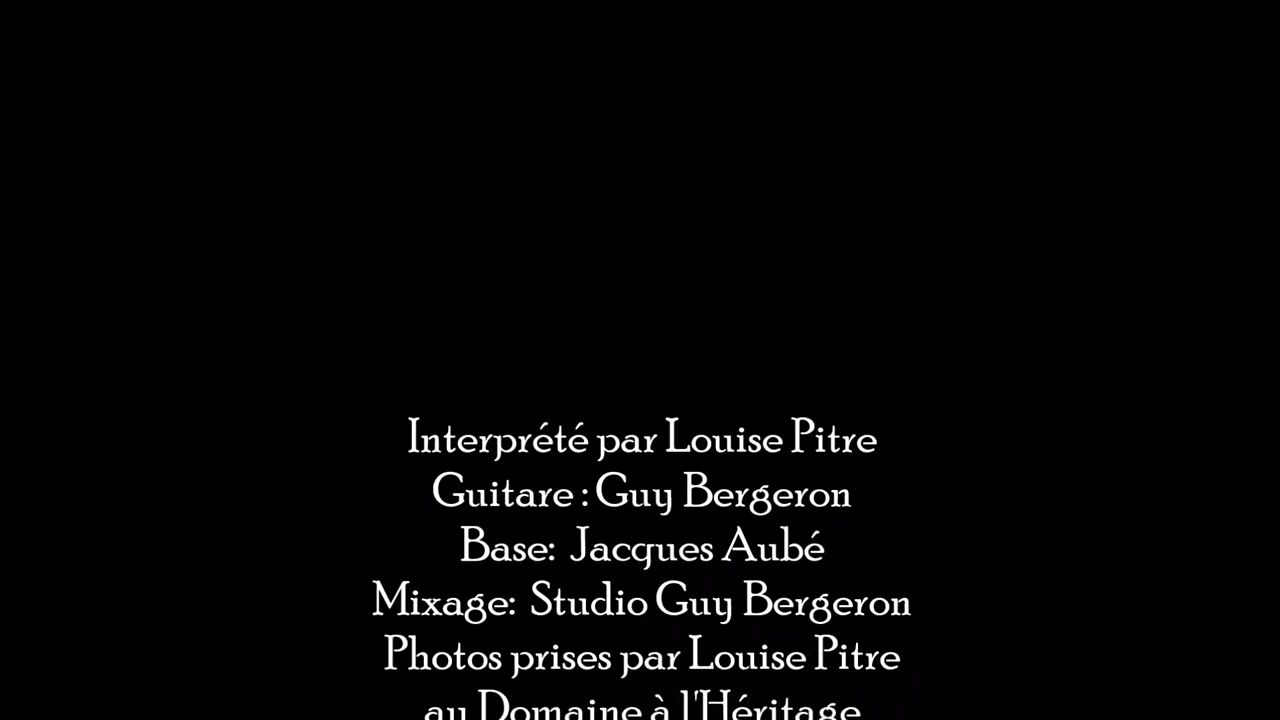 Interprété par Louise Pitre
Guitare : Guy Bergeron
Base: Jacques Aubé
Mixage: Studio Guy Bergeron
Photos prises par Louise Pitre
au Domaine à l'Héritage